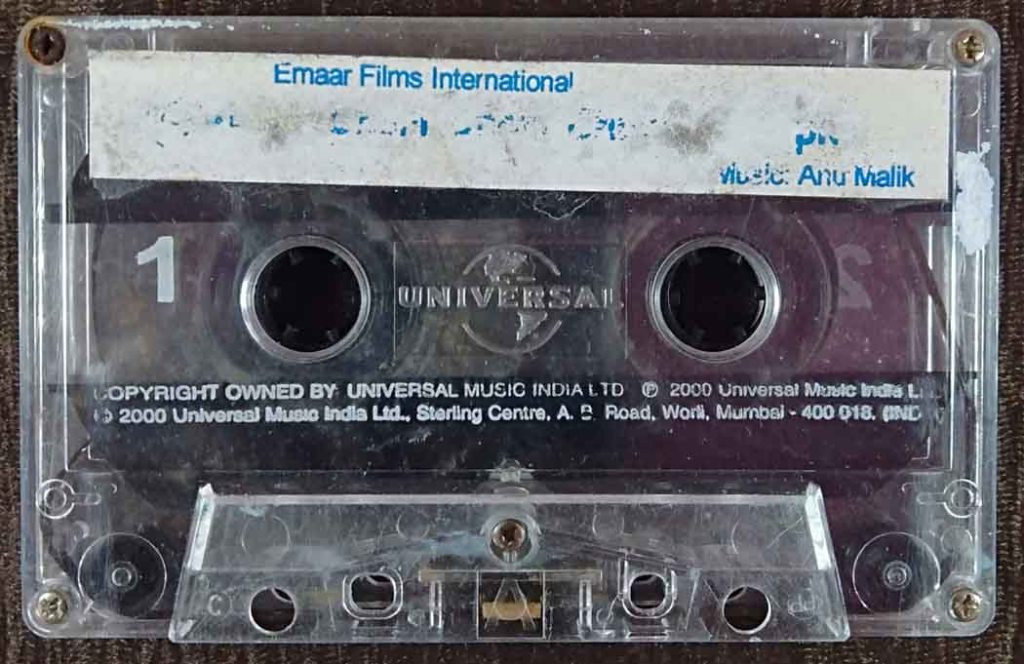 Emaar Films International
Music: Anu Malik
1
2
UNIVERSAL
COPYRIGHT OWNED BY: UNIVERSAL MUSIC INDIA LTD ℗ 2000 Universal Music India
© 2000 Universal Music India Ltd., Sterling Centre, A. B. Road, Worli, Mumbai - 400 018.
A